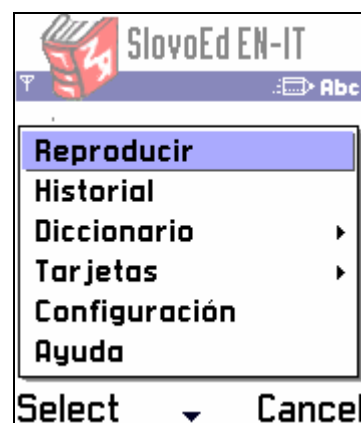 SlovoEd EN-IT
Abc
Reproducir
Historial
Diccionario
Tarjetas
Configuración
Ayuda
Select Cancel